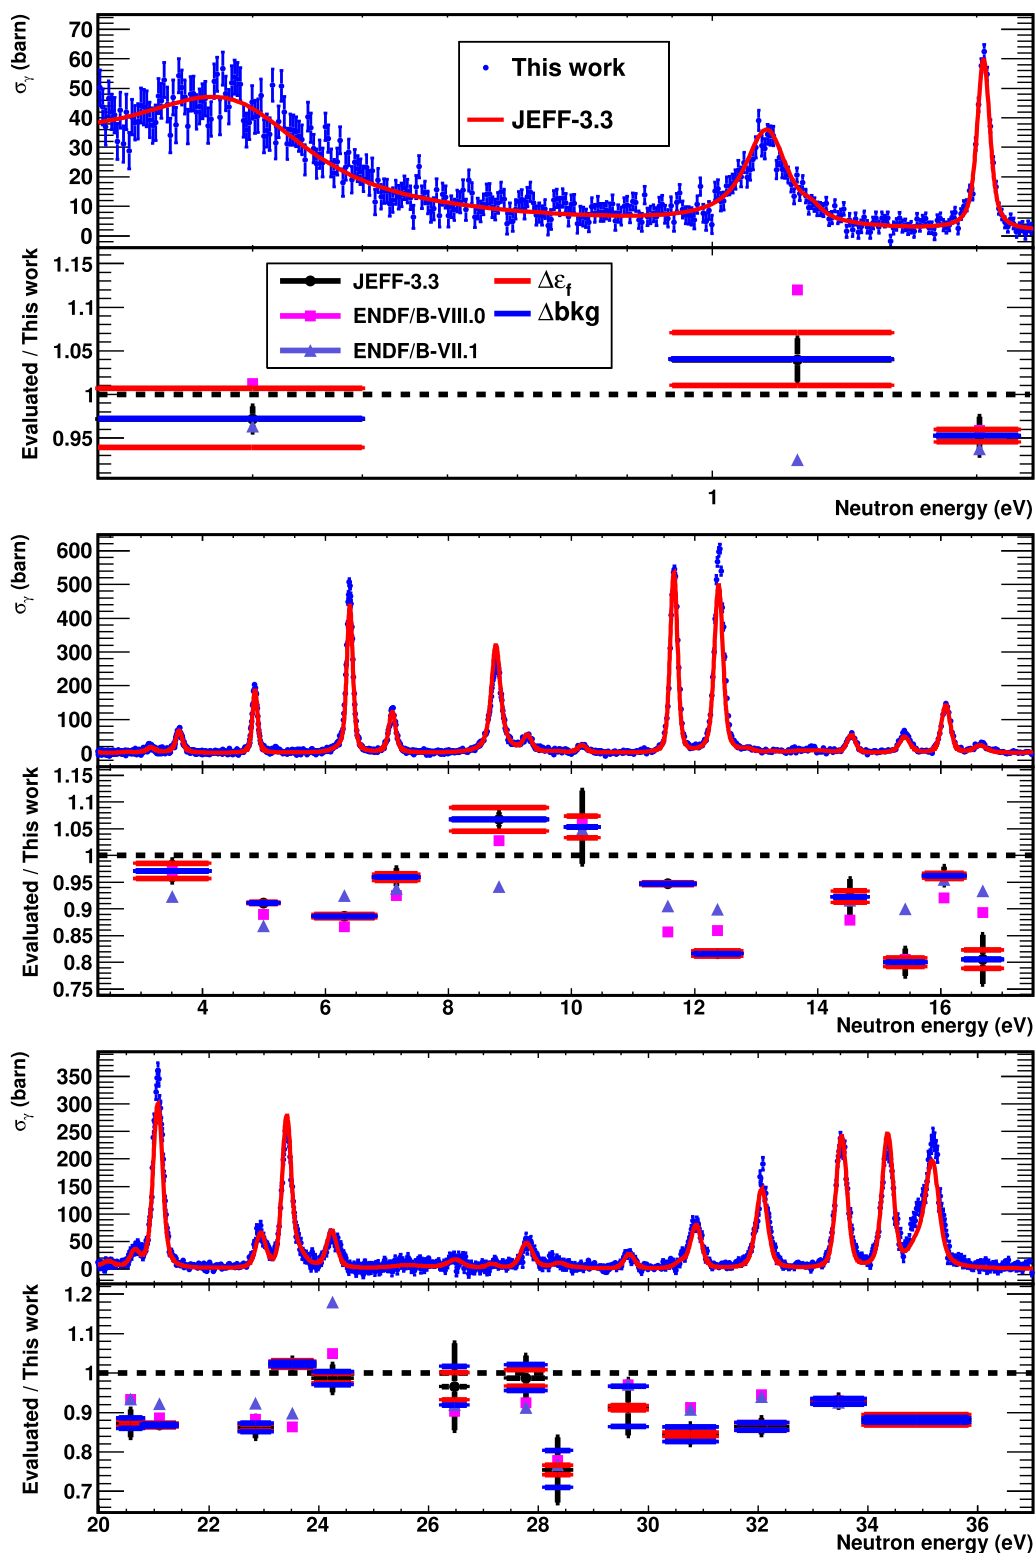 σγ (barn)
70
60
50
40
30
20
10
0
This work
JEFF-3.3
Evaluated / This work
1.15
1.1
1.05
1
0.95
JEFF-3.3
ENDF/B-VIII.0
ENDF/B-VII.1
Δεf
Δbkg
1
Neutron energy (eV)
σγ (barn)
600
500
400
300
200
100
0
Evaluated / This work
1.15
1.1
1.05
1
0.95
0.9
0.85
0.8
0.75
4 6 8 10 12 14 16
Neutron energy (eV)
σγ (barn)
350
300
250
200
150
100
50
0
Evaluated / This work
1.2
1.1
1
0.9
0.8
0.7
20 22 24 26 28 30 32 34 36
Neutron energy (eV)